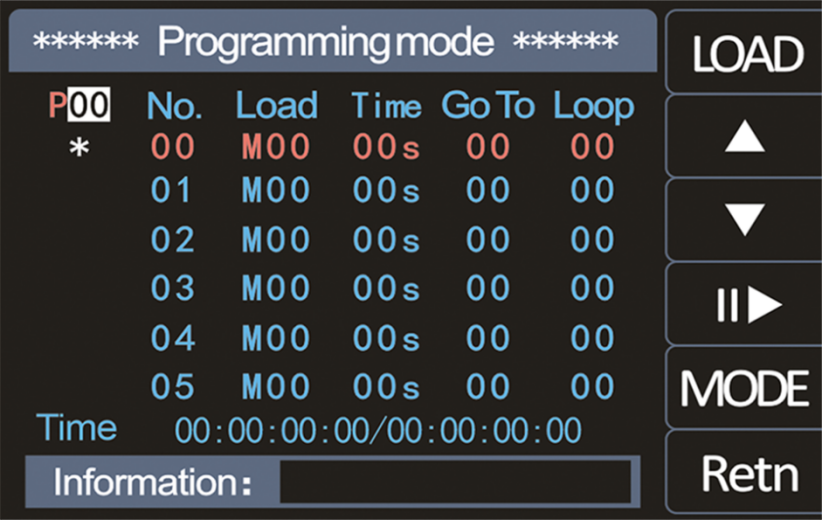 ****** Programming mode ******
P00 No. Load Time Go To Loop
* 00 M00 00s 00 00
01 M00 00s 00 00
02 M00 00s 00 00
03 M00 00s 00 00
04 M00 00s 00 00
05 M00 00s 00 00
Time 00:00:00:00/00:00:00:00
Information:
LOAD
MODE
Retn